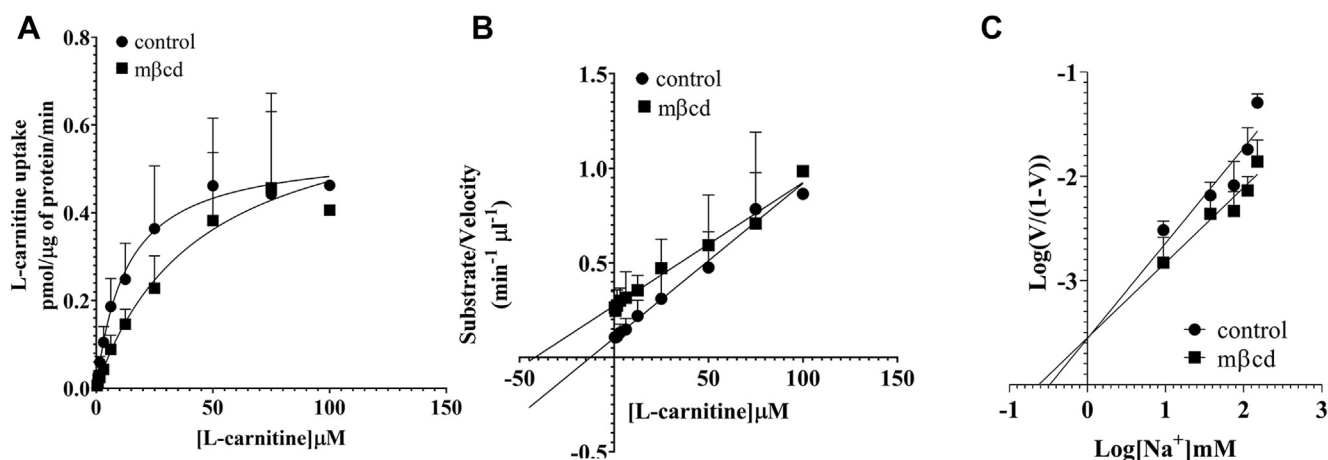 A
0.8
0.6
0.4
0.2
0.0
0
50
100
150
control
mβcd
L-carnitine uptake
pmol/µg of protein/min
[L-carnitine]µM
B
1.5
1.0
0.5
-0.5
-50
0
50
100
150
control
mβcd
Substrate/Velocity
(min⁻¹ µl⁻¹)
[L-carnitine]µM
C
-1
-2
-3
-1
0
1
2
3
control
mβcd
Log(V/(1-V))
Log[Na⁺]mM